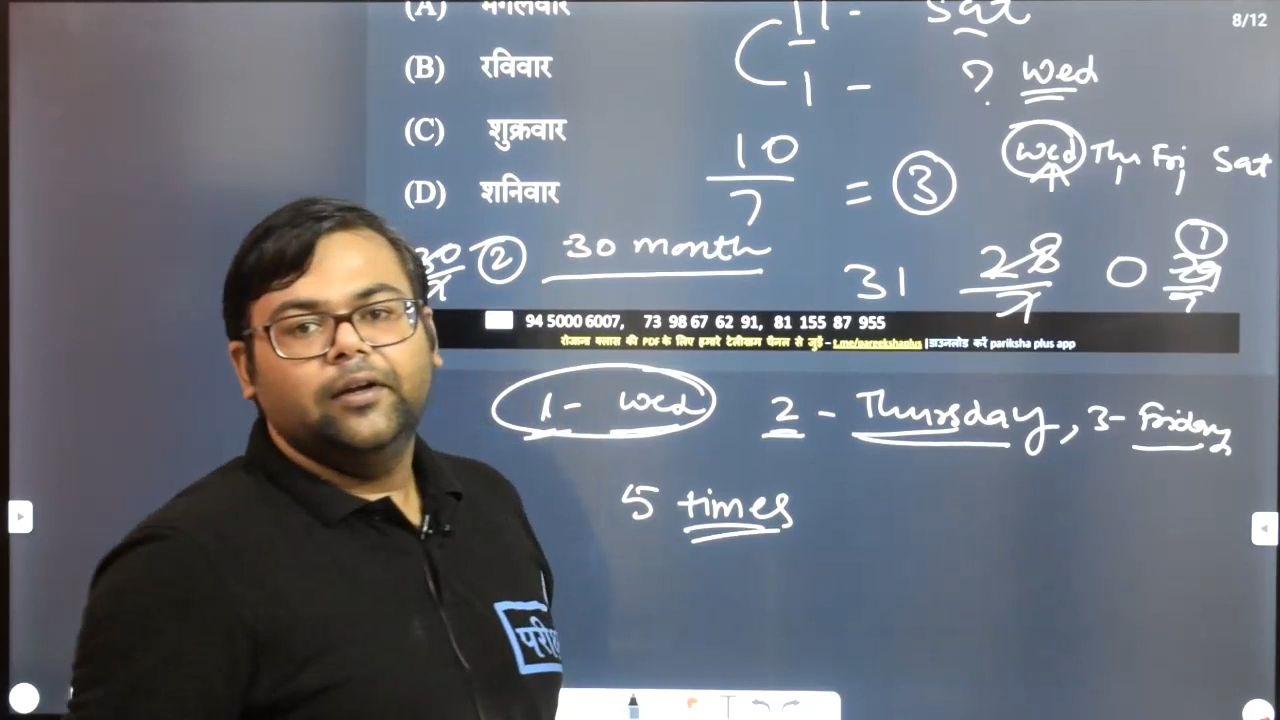 (A) मंगलवार
11 - Sat
8/12
(B) रविवार
1 - ? Wed
(C) शुक्रवार
10/7 = 3
Wed Thu Fri Sat
(D) शनिवार
30/7 2 30 month 31 28/7 0 29/7 1
94 5000 6007, 73 98 67 62 91, 81 155 87 955
रोजाना क्लास की PDF के लिए हमारे टेलीग्राम चैनल से जुड़ें – t.me/pareekshaplus | डाउनलोड करें pariksha plus app
1 - Wed 2 - Thursday, 3 - Friday
5 times